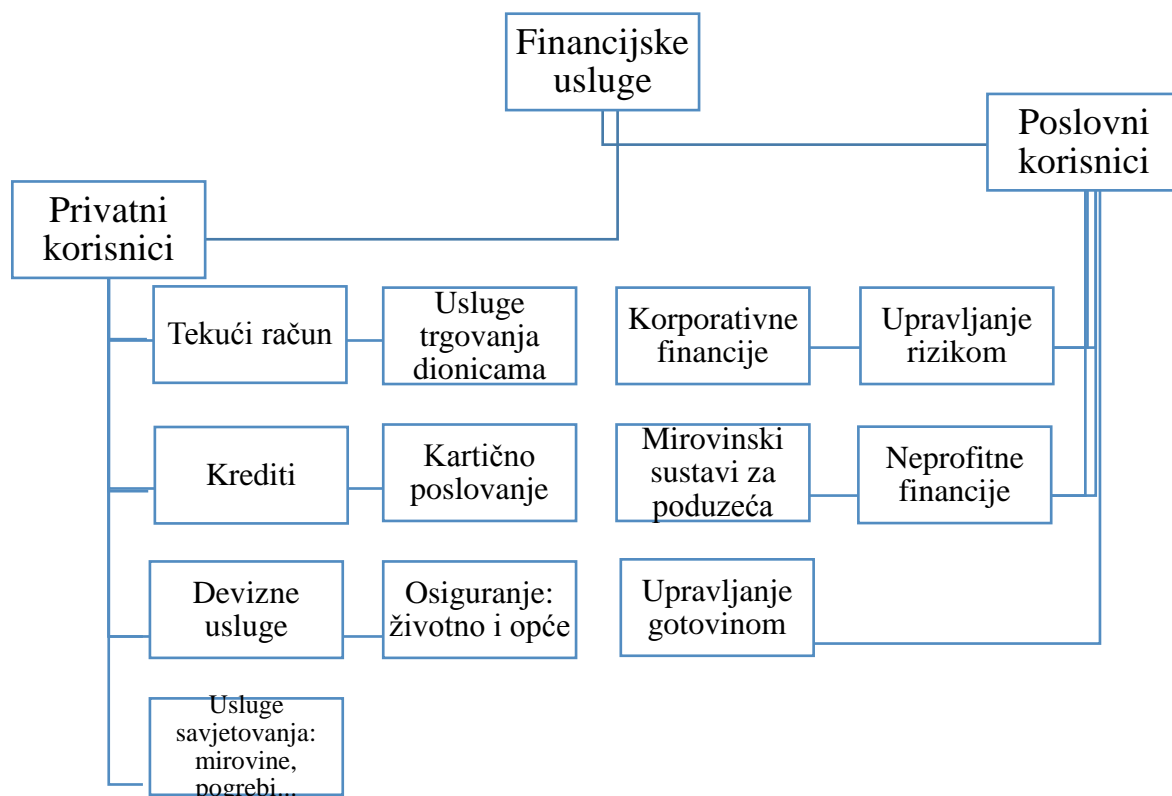 Financijske
usluge
Poslovni
korisnici
Privatni
korisnici
Tekući račun
Usluge
trgovanja
dionicama
Korporativne
financije
Upravljanje
rizikom
Krediti
Kartično
poslovanje
Mirovinski
sustavi za
poduzeća
Neprofitne
financije
Devizne
usluge
Osiguranje:
životno i opće
Upravljanje
gotovinom
Usluge
savjetovanja:
mirovine,
pogrebi...